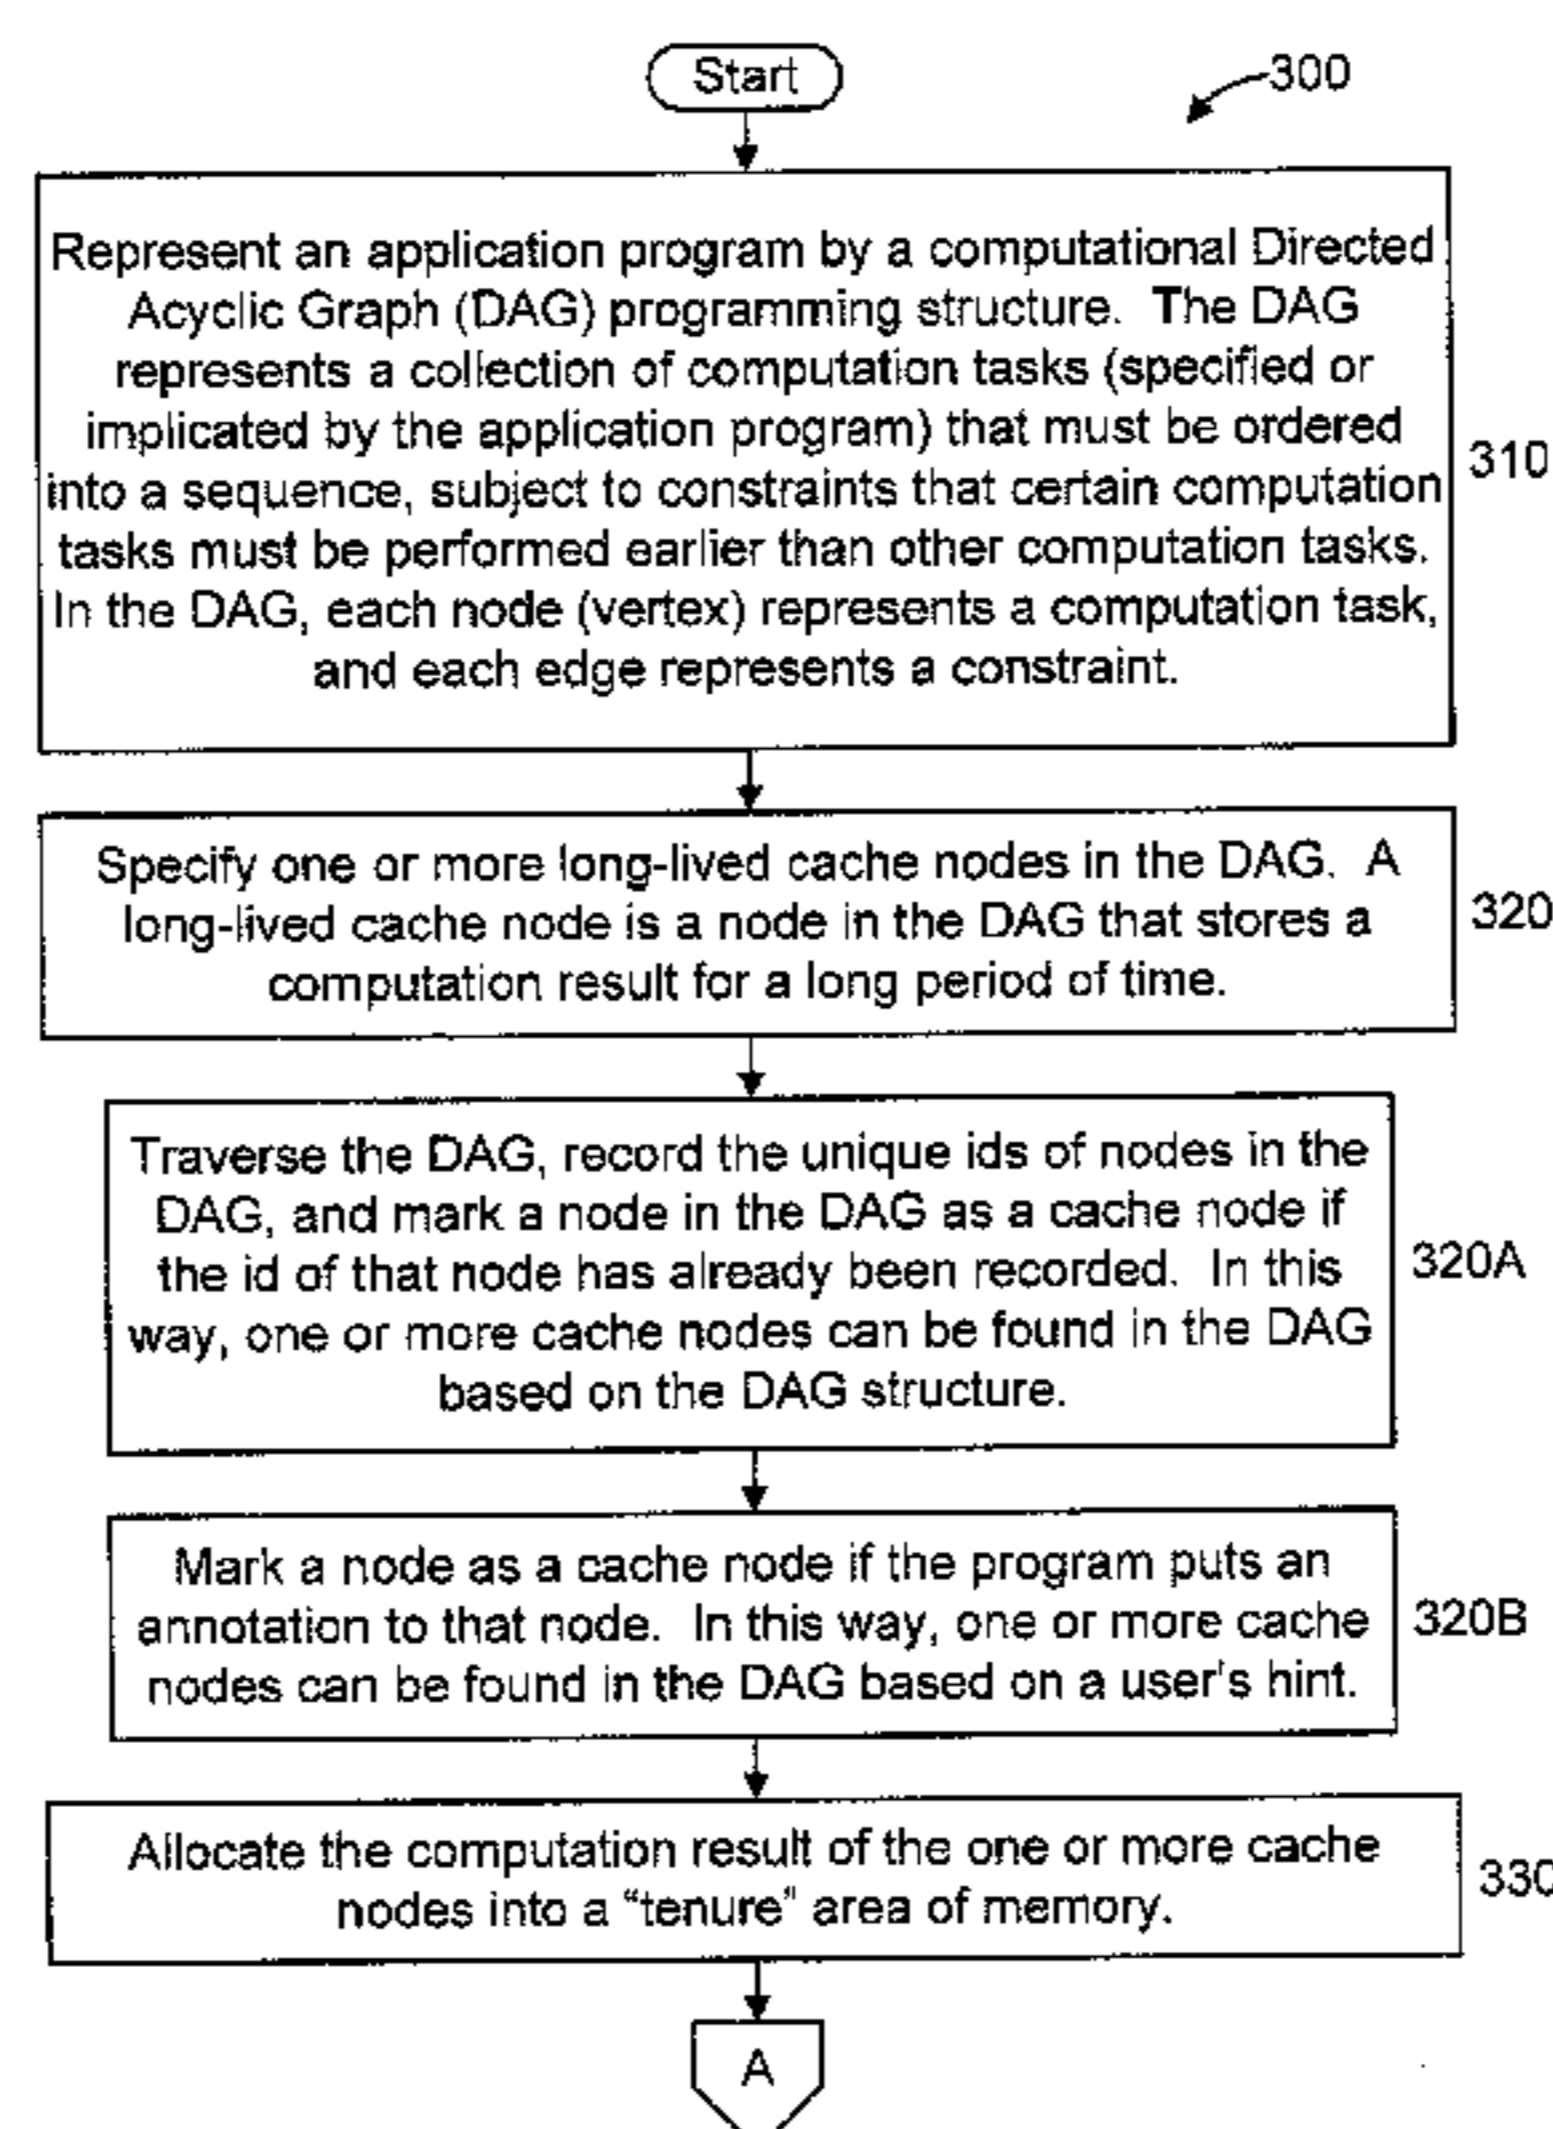 Start
300
Represent an application program by a computational Directed
Acyclic Graph (DAG) programming structure. The DAG
represents a collection of computation tasks (specified or
implicated by the application program) that must be ordered
into a sequence, subject to constraints that certain computation
tasks must be performed earlier than other computation tasks.
In the DAG, each node (vertex) represents a computation task,
and each edge represents a constraint.
310
Specify one or more long-lived cache nodes in the DAG. A
long-lived cache node is a node in the DAG that stores a
computation result for a long period of time.
320
Traverse the DAG, record the unique ids of nodes in the
DAG, and mark a node in the DAG as a cache node if
the id of that node has already been recorded. In this
way, one or more cache nodes can be found in the DAG
based on the DAG structure.
320A
Mark a node as a cache node if the program puts an
annotation to that node. In this way, one or more cache
nodes can be found in the DAG based on a user's hint.
320B
Allocate the computation result of the one or more cache
nodes into a “tenure” area of memory.
330
A